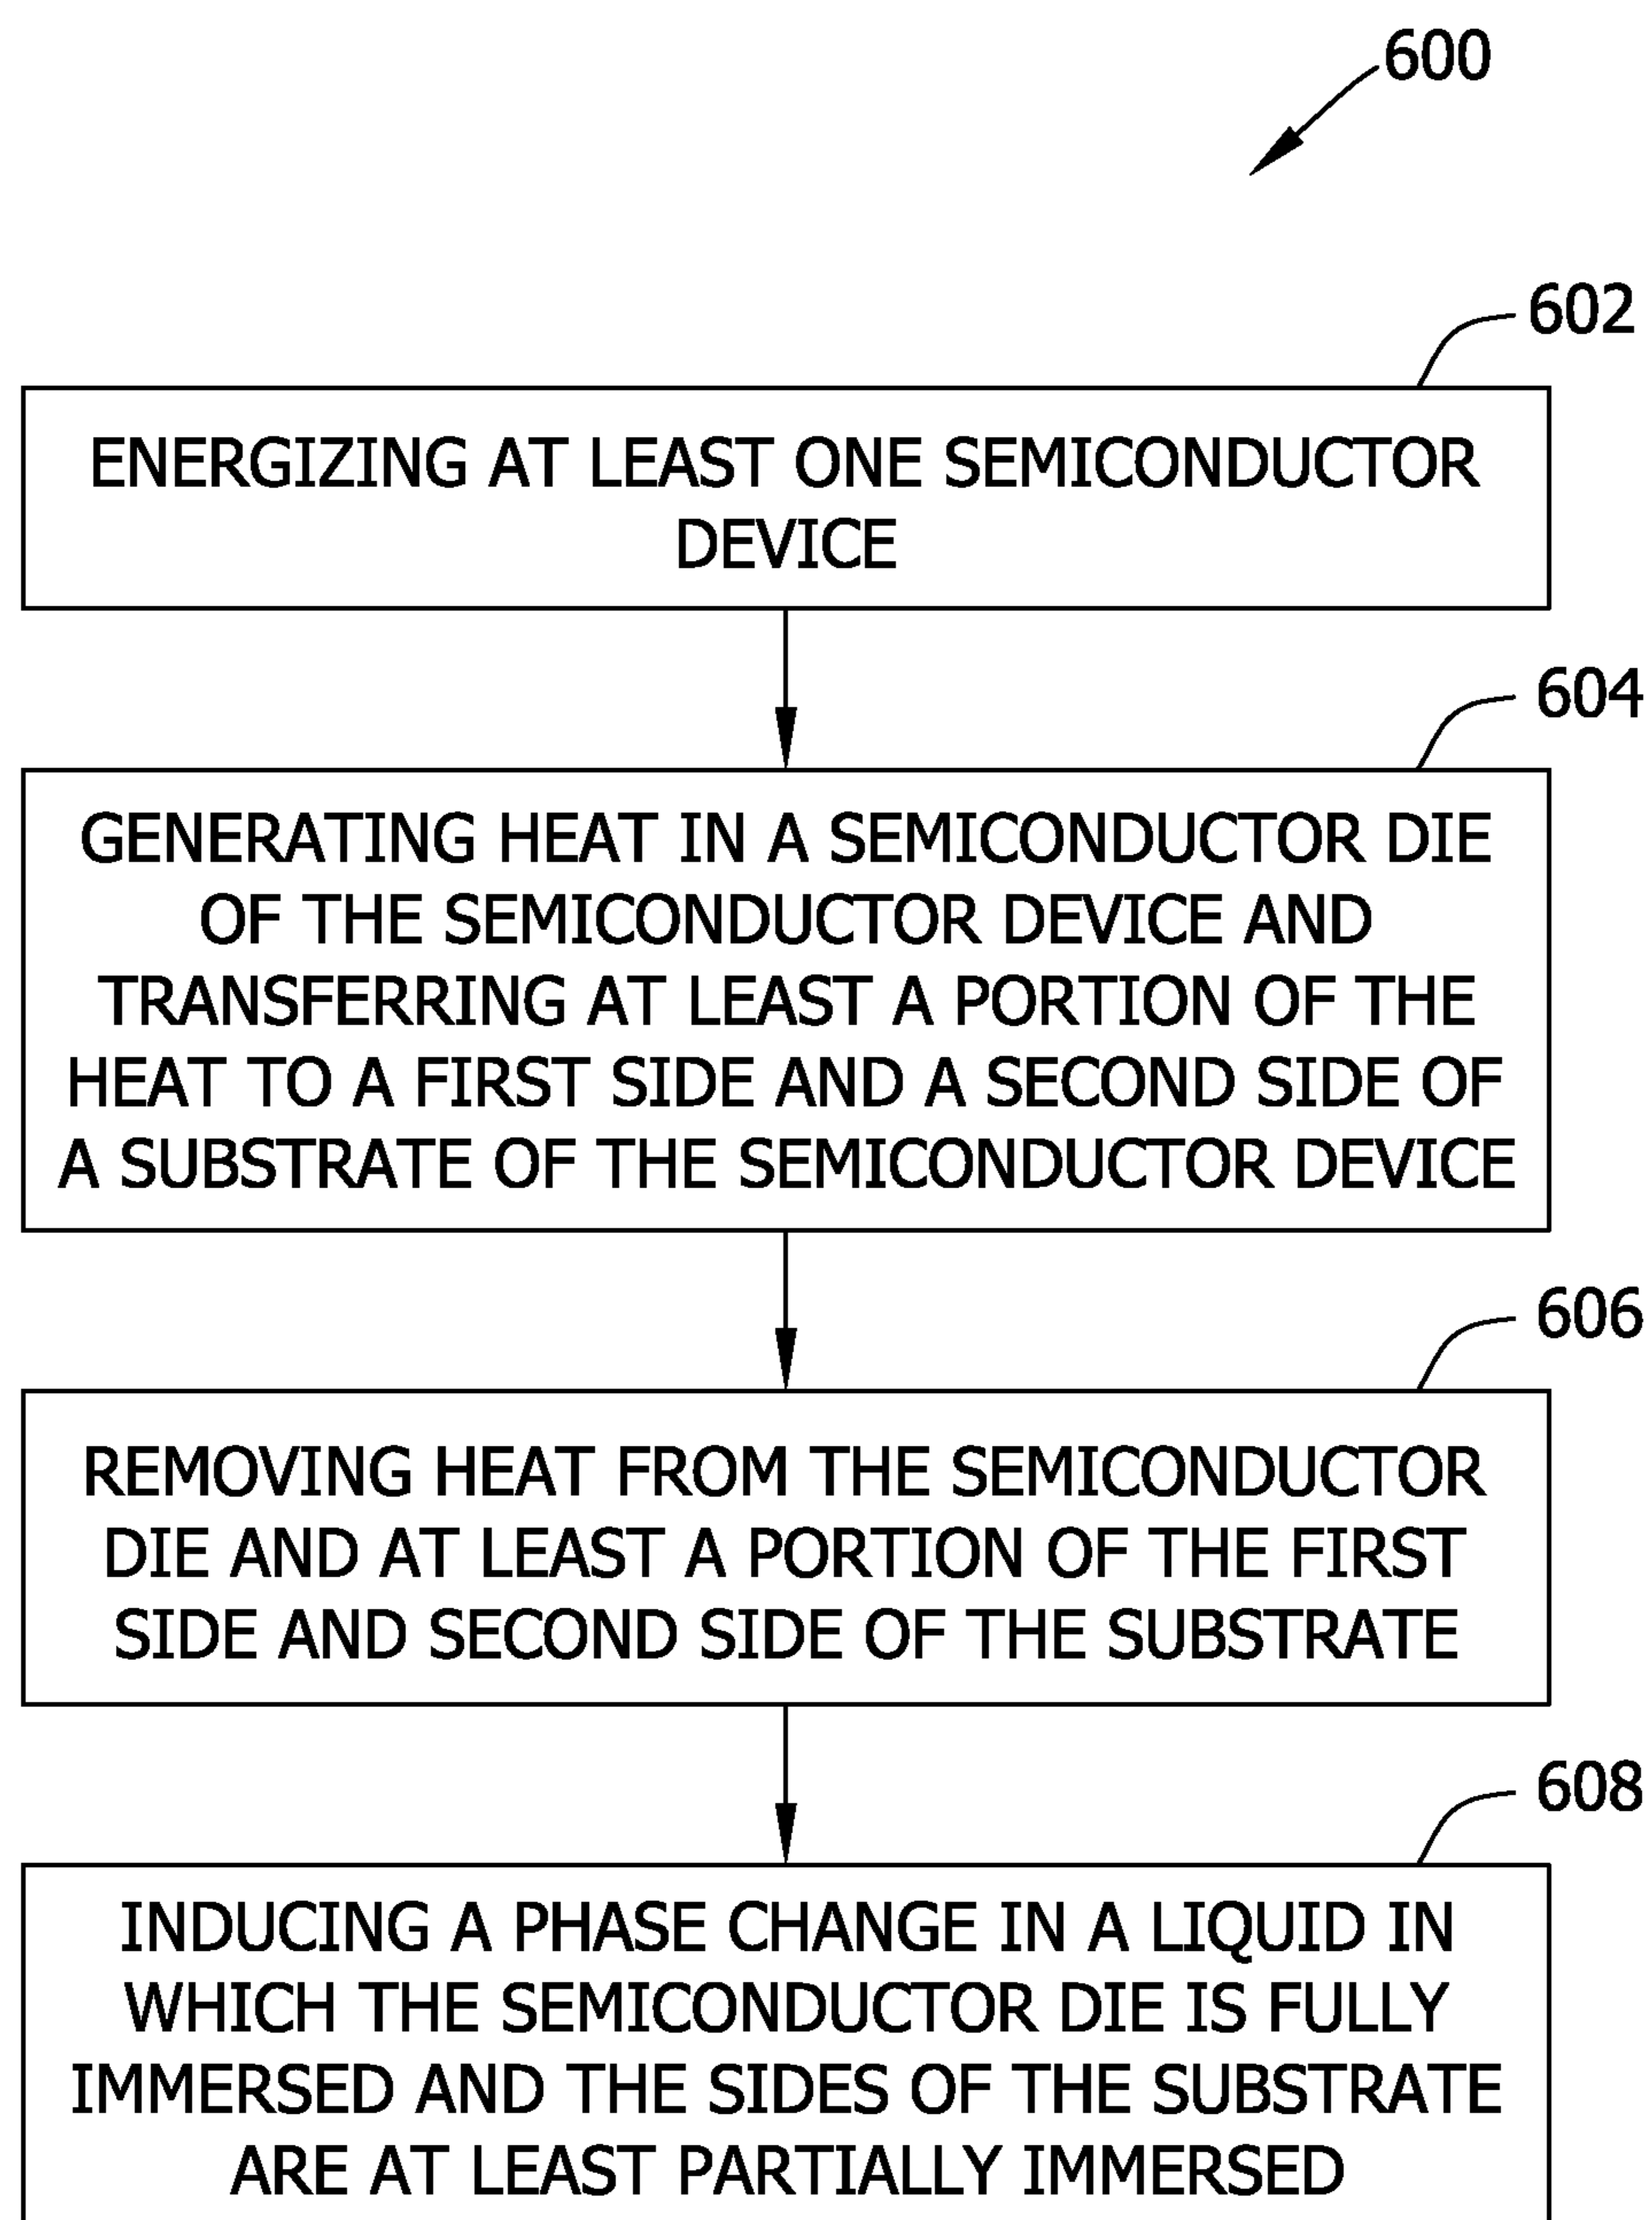 600
602
ENERGIZING AT LEAST ONE SEMICONDUCTOR
DEVICE
604
GENERATING HEAT IN A SEMICONDUCTOR DIE
OF THE SEMICONDUCTOR DEVICE AND
TRANSFERRING AT LEAST A PORTION OF THE
HEAT TO A FIRST SIDE AND A SECOND SIDE OF
A SUBSTRATE OF THE SEMICONDUCTOR DEVICE
606
REMOVING HEAT FROM THE SEMICONDUCTOR
DIE AND AT LEAST A PORTION OF THE FIRST
SIDE AND SECOND SIDE OF THE SUBSTRATE
608
INDUCING A PHASE CHANGE IN A LIQUID IN
WHICH THE SEMICONDUCTOR DIE IS FULLY
IMMERSED AND THE SIDES OF THE SUBSTRATE
ARE AT LEAST PARTIALLY IMMERSED